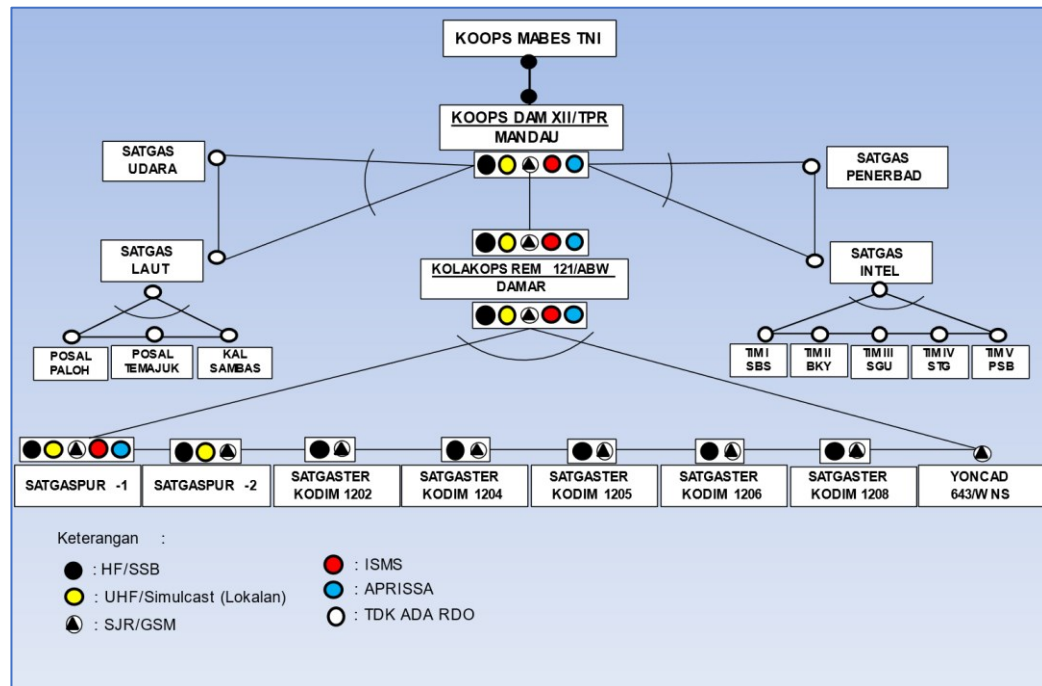 KOOPS MABES TNI
KOOPS DAM XII/TPR
MANDAU
SATGAS
UDARA
SATGAS
PENERBAD
SATGAS
LAUT
KOLAKOPS REM 121/ABW
DAMAR
SATGAS
INTEL
POSAL
PALOH
POSAL
TEMAJUK
KAL
SAMBAS
TIM I
SBS
TIM II
BKY
TIM III
SGU
TIM IV
STG
TIM V
PSB
SATGASPUR -1
SATGASPUR -2
SATGASTER
KODIM 1202
SATGASTER
KODIM 1204
SATGASTER
KODIM 1205
SATGASTER
KODIM 1206
SATGASTER
KODIM 1208
YONCAD
643/WNS
Keterangan :
: HF/SSB
: UHF/Simulcast (Lokalan)
: SJR/GSM
: ISMS
: APRISSA
: TDK ADA RDO